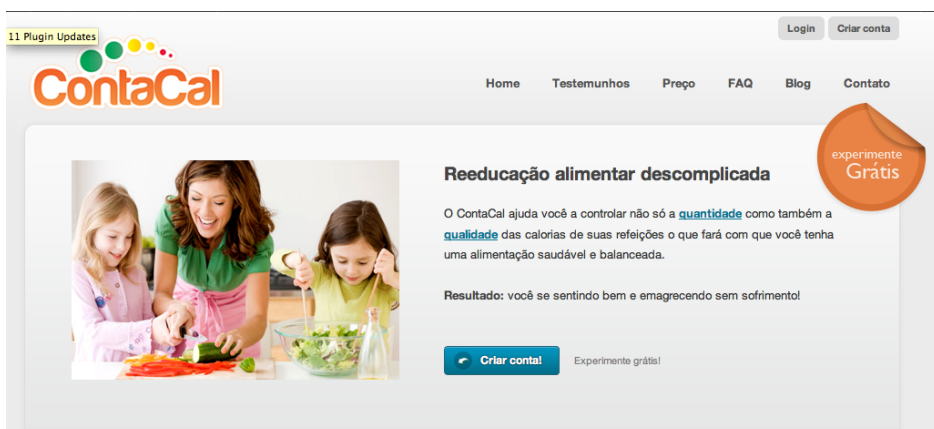 11 Plugin Updates
Login Criar conta
ContaCal
Home Testemunhos Preço FAQ Blog Contato
experimente
Grátis
Reeducação alimentar descomplicada
O ContaCal ajuda você a controlar não só a quantidade como também a
qualidade das calorias de suas refeições o que fará com que você tenha
uma alimentação saudável e balanceada.
Resultado: você se sentindo bem e emagrecendo sem sofrimento!
Criar conta! Experimente grátis!